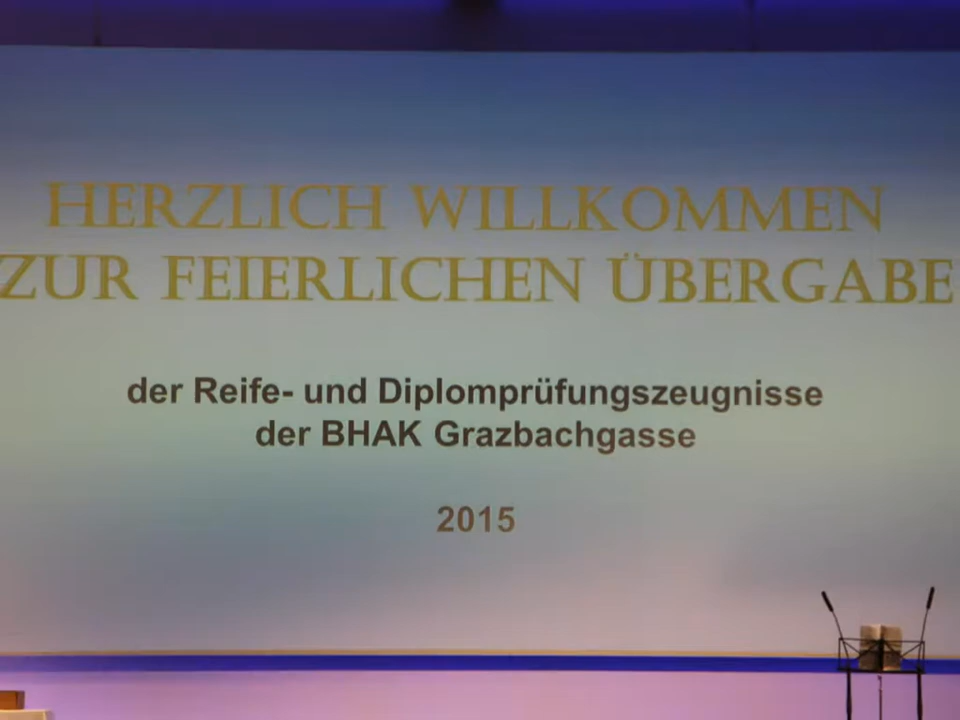 HERZLICH WILLKOMMEN
ZUR FEIERLICHEN ÜBERGABE
der Reife- und Diplomprüfungszeugnisse
der BHAK Grazbachgasse
2015